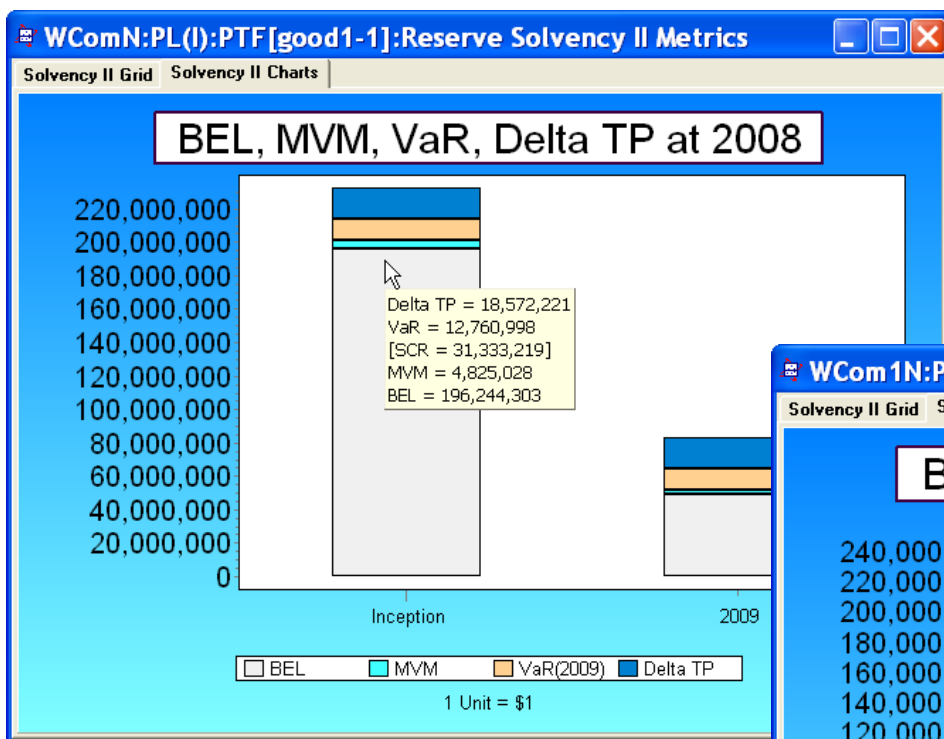 WComN:PL(I):PTF[good1-1]:Reserve Solvency II Metrics
Solvency II Grid Solvency II Charts
BEL, MVM, VaR, Delta TP at 2008
220,000,000
200,000,000
180,000,000
160,000,000
140,000,000
120,000,000
100,000,000
80,000,000
60,000,000
40,000,000
20,000,000
0
Delta TP = 18,572,221
VaR = 12,760,998
[SCR = 31,333,219]
MVM = 4,825,028
BEL = 196,244,303
Inception 2009
BEL MVM VaR(2009) Delta TP
1 Unit = $1
WCom1N:P
Solvency II Grid S
B
240,000
220,000
200,000
180,000
160,000
140,000
120,000